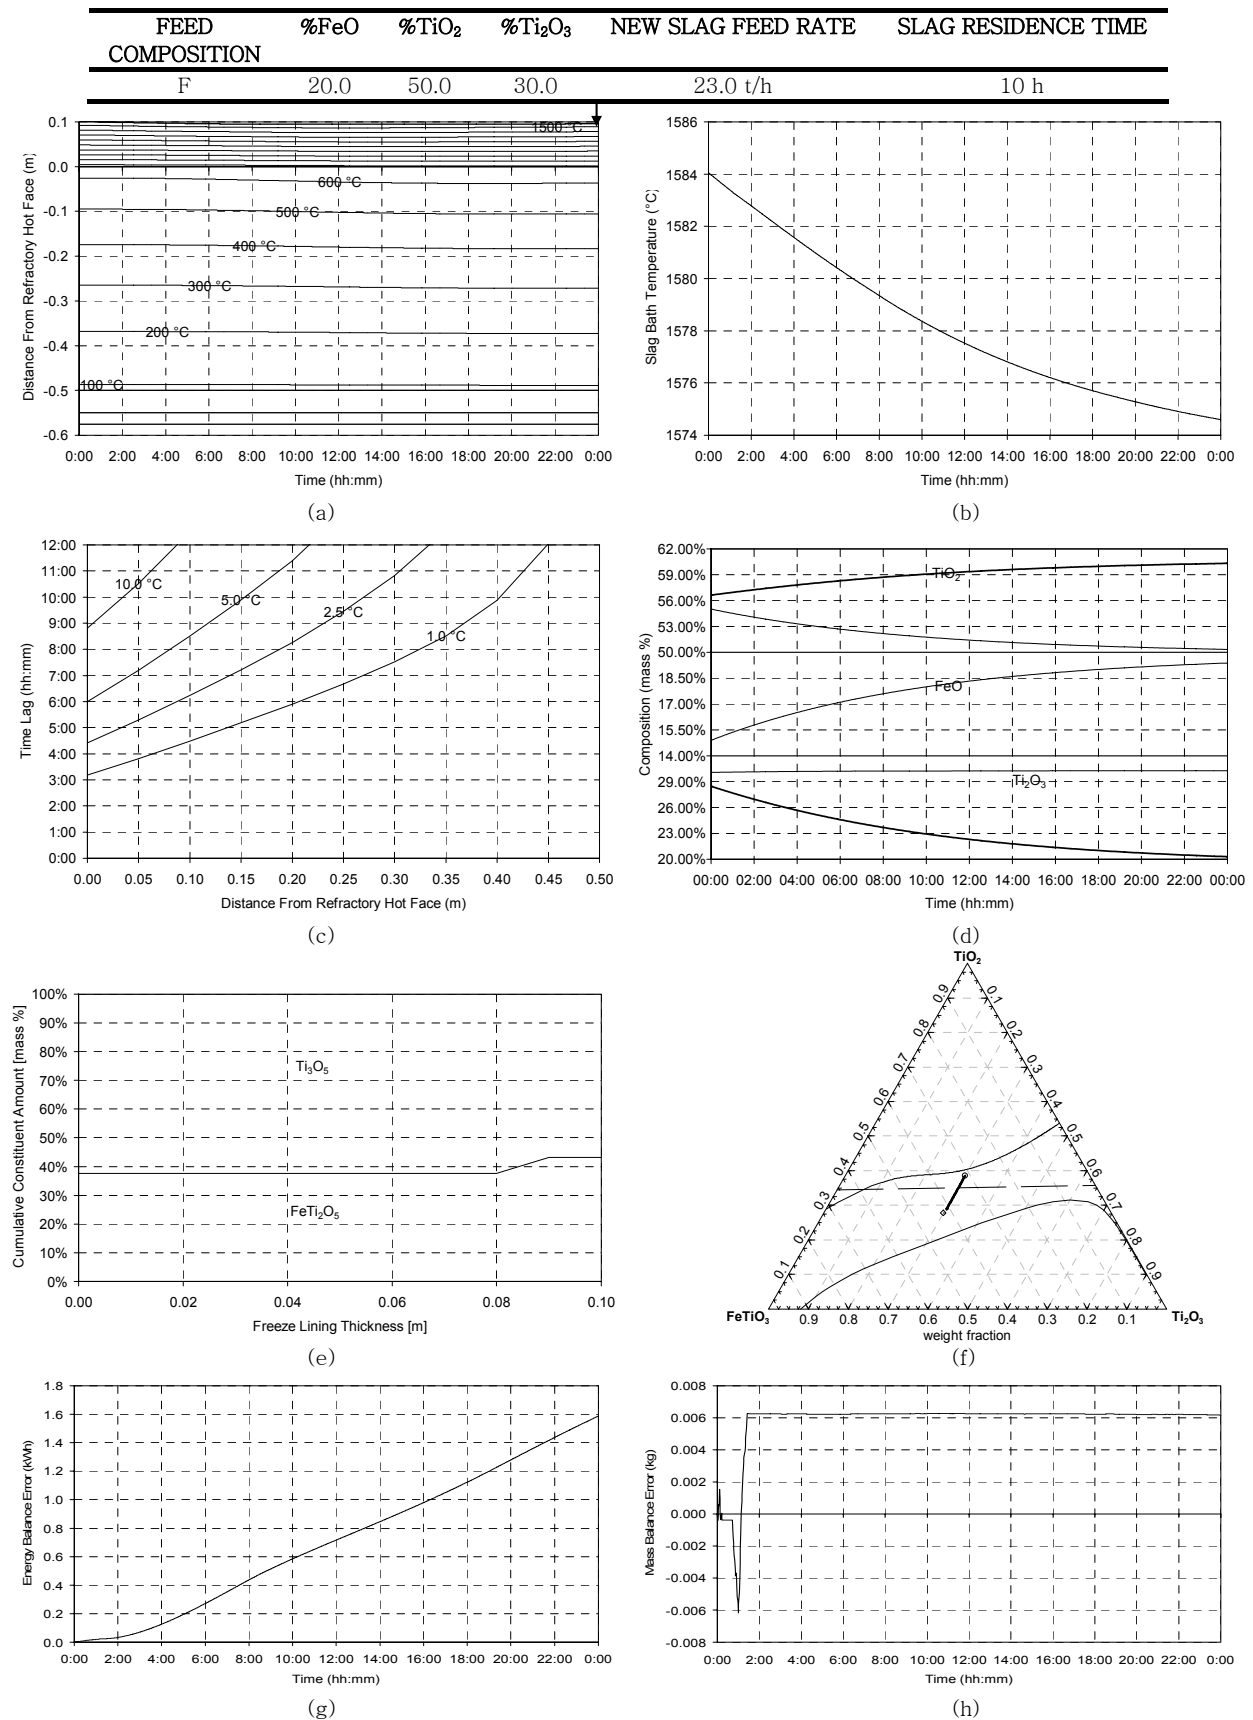 FEED COMPOSITION %FeO %TiO2 %Ti2O3 NEW SLAG FEED RATE SLAG RESIDENCE TIME
F 20.0 50.0 30.0 23.0 t/h 10 h
0.1
0.0
-0.1
-0.2
-0.3
-0.4
-0.5
-0.6
Distance From Refractory Hot Face (m)
1500 °C
600 °C
500 °C
400 °C
300 °C
200 °C
100 °C
0:00 2:00 4:00 6:00 8:00 10:00 12:00 14:00 16:00 18:00 20:00 22:00 0:00
Time (hh:mm)
(a)
1586
1584
1582
1580
1578
1576
1574
Slag Bath Temperature (°C)
0:00 2:00 4:00 6:00 8:00 10:00 12:00 14:00 16:00 18:00 20:00 22:00 0:00
Time (hh:mm)
(b)
12:00
11:00
10:00
9:00
8:00
7:00
6:00
5:00
4:00
3:00
2:00
1:00
0:00
Time Lag (hh:mm)
10.0 °C
5.0 °C
2.5 °C
1.0 °C
0.00 0.05 0.10 0.15 0.20 0.25 0.30 0.35 0.40 0.45 0.50
Distance From Refractory Hot Face (m)
(c)
62.00%
59.00%
56.00%
53.00%
50.00%
18.50%
17.00%
15.50%
14.00%
29.00%
26.00%
23.00%
20.00%
Composition (mass %)
TiO2
FeO
Ti2O3
00:00 02:00 04:00 06:00 08:00 10:00 12:00 14:00 16:00 18:00 20:00 22:00 00:00
Time (hh:mm)
(d)
100%
90%
80%
70%
60%
50%
40%
30%
20%
10%
0%
Cumulative Constituent Amount [mass %]
Ti3O5
FeTi2O5
0.00 0.02 0.04 0.06 0.08 0.10
Freeze Lining Thickness [m]
(e)
TiO2
0.9 0.1
0.8 0.2
0.7 0.3
0.6 0.4
0.5 0.5
0.4 0.6
0.3 0.7
0.2 0.8
0.1 0.9
FeTiO3 0.9 0.8 0.7 0.6 0.5 0.4 0.3 0.2 0.1 Ti2O3
weight fraction
(f)
1.8
1.6
1.4
1.2
1.0
0.8
0.6
0.4
0.2
0.0
Energy Balance Error (kWh)
0:00 2:00 4:00 6:00 8:00 10:00 12:00 14:00 16:00 18:00 20:00 22:00 0:00
Time (hh:mm)
(g)
0.008
0.006
0.004
0.002
0.000
-0.002
-0.004
-0.006
-0.008
Mass Balance Error (kg)
0:00 2:00 4:00 6:00 8:00 10:00 12:00 14:00 16:00 18:00 20:00 22:00 0:00
Time (hh:mm)
(h)